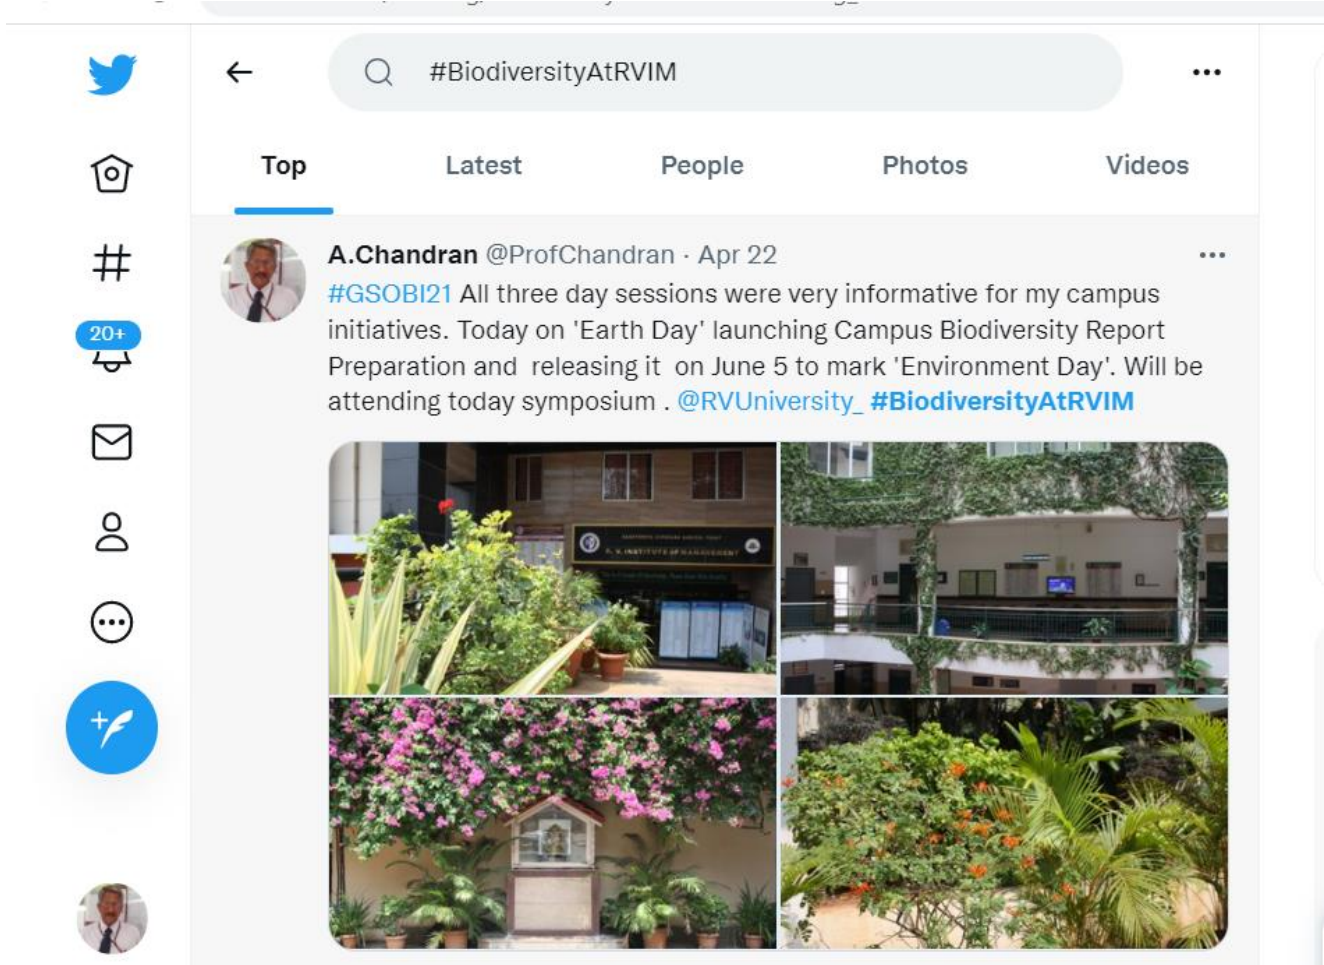 #BiodiversityAtRVIM
Top Latest People Photos Videos
A.Chandran @ProfChandran · Apr 22
#GSOBI21 All three day sessions were very informative for my campus
initiatives. Today on 'Earth Day' launching Campus Biodiversity Report
Preparation and releasing it on June 5 to mark 'Environment Day'. Will be
attending today symposium . @RVUniversity_ #BiodiversityAtRVIM
20+
R. V. INSTITUTE OF MANAGEMENT